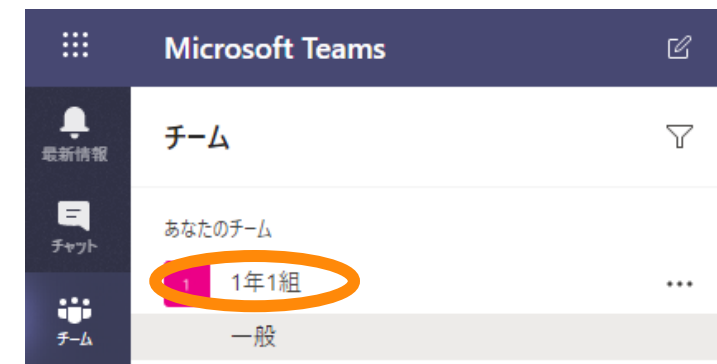 Microsoft Teams
最新情報
チーム
チャット
あなたのチーム
1 1年1組
チーム
一般